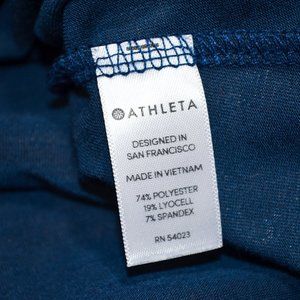 ATHLETA
DESIGNED IN
SAN FRANCISCO
MADE IN VIETNAM
74% POLYESTER
19% LYOCELL
7% SPANDEX
RN 54023